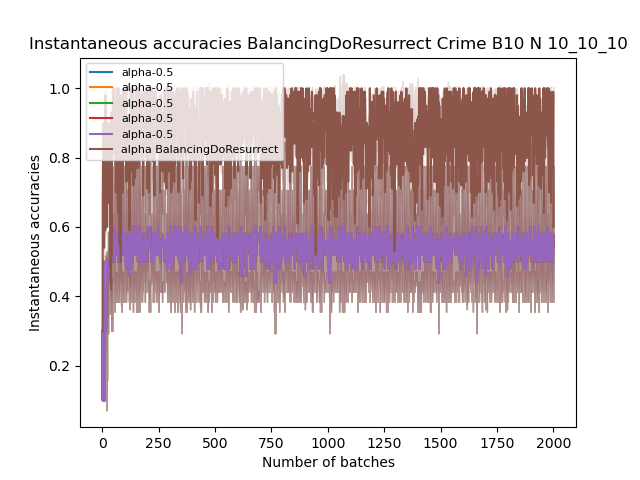 Instantaneous accuracies BalancingDoResurrect Crime B10 N 10_10_10
alpha-0.5
alpha-0.5
alpha-0.5
alpha-0.5
alpha-0.5
alpha BalancingDoResurrect
Instantaneous accuracies
1.0
0.8
0.6
0.4
0.2
0 250 500 750 1000 1250 1500 1750 2000
Number of batches